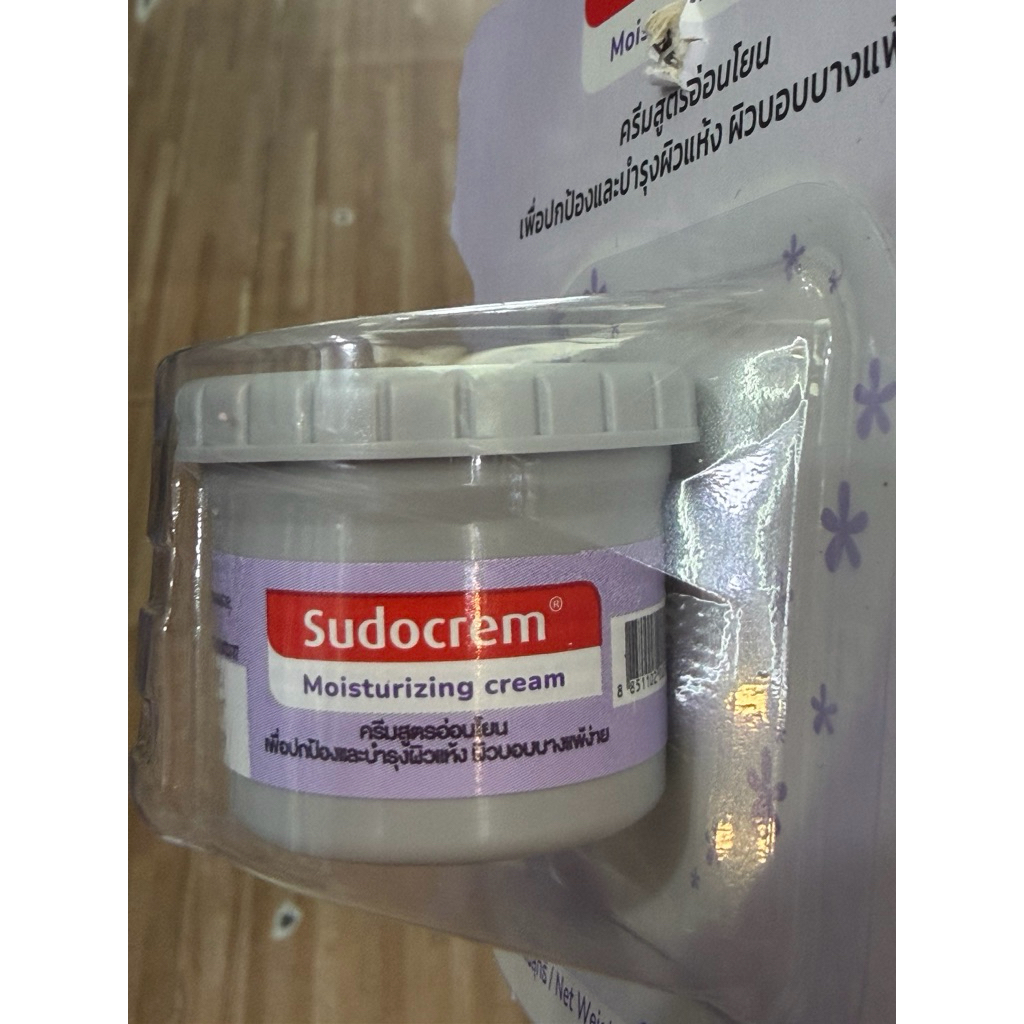 ครีมสูตรอ่อนโยน
เพื่อปกป้องและบำรุงผิวแห้ง ผิวบอบบางแพ้
Sudocrem®
Moisturizing cream
ครีมสูตรอ่อนโยน
เพื่อปกป้องและบำรุงผิวแห้ง ผิวบอบบางแพ้ง่าย
8 851102
/ Net